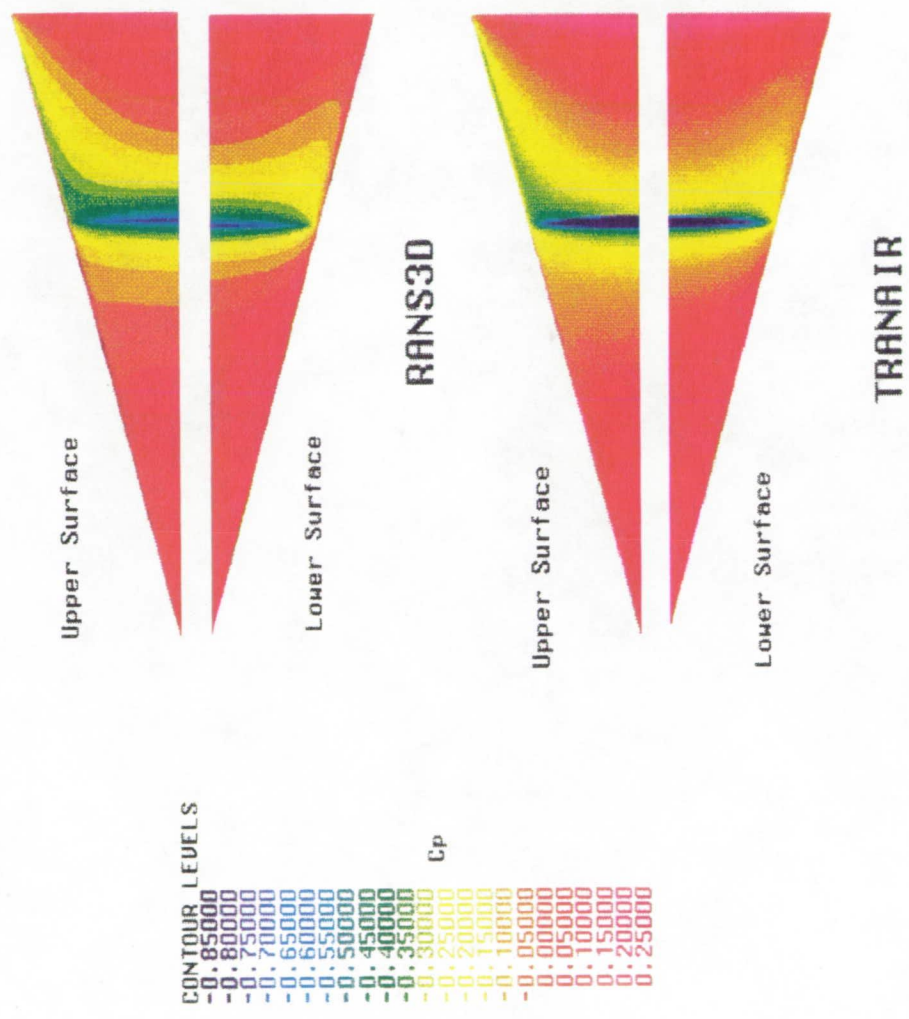 Upper Surface
Lower Surface
RANS3D
Upper Surface
Lower Surface
TRANAIR
CONTOUR LEVELS
-0.85000
-0.80000
-0.75000
-0.70000
-0.65000
-0.60000
-0.55000
-0.50000
-0.45000
-0.40000
-0.35000
-0.30000
-0.25000
-0.20000
-0.15000
-0.10000
-0.05000
0.00000
0.05000
0.10000
0.15000
0.20000
0.25000
Cp